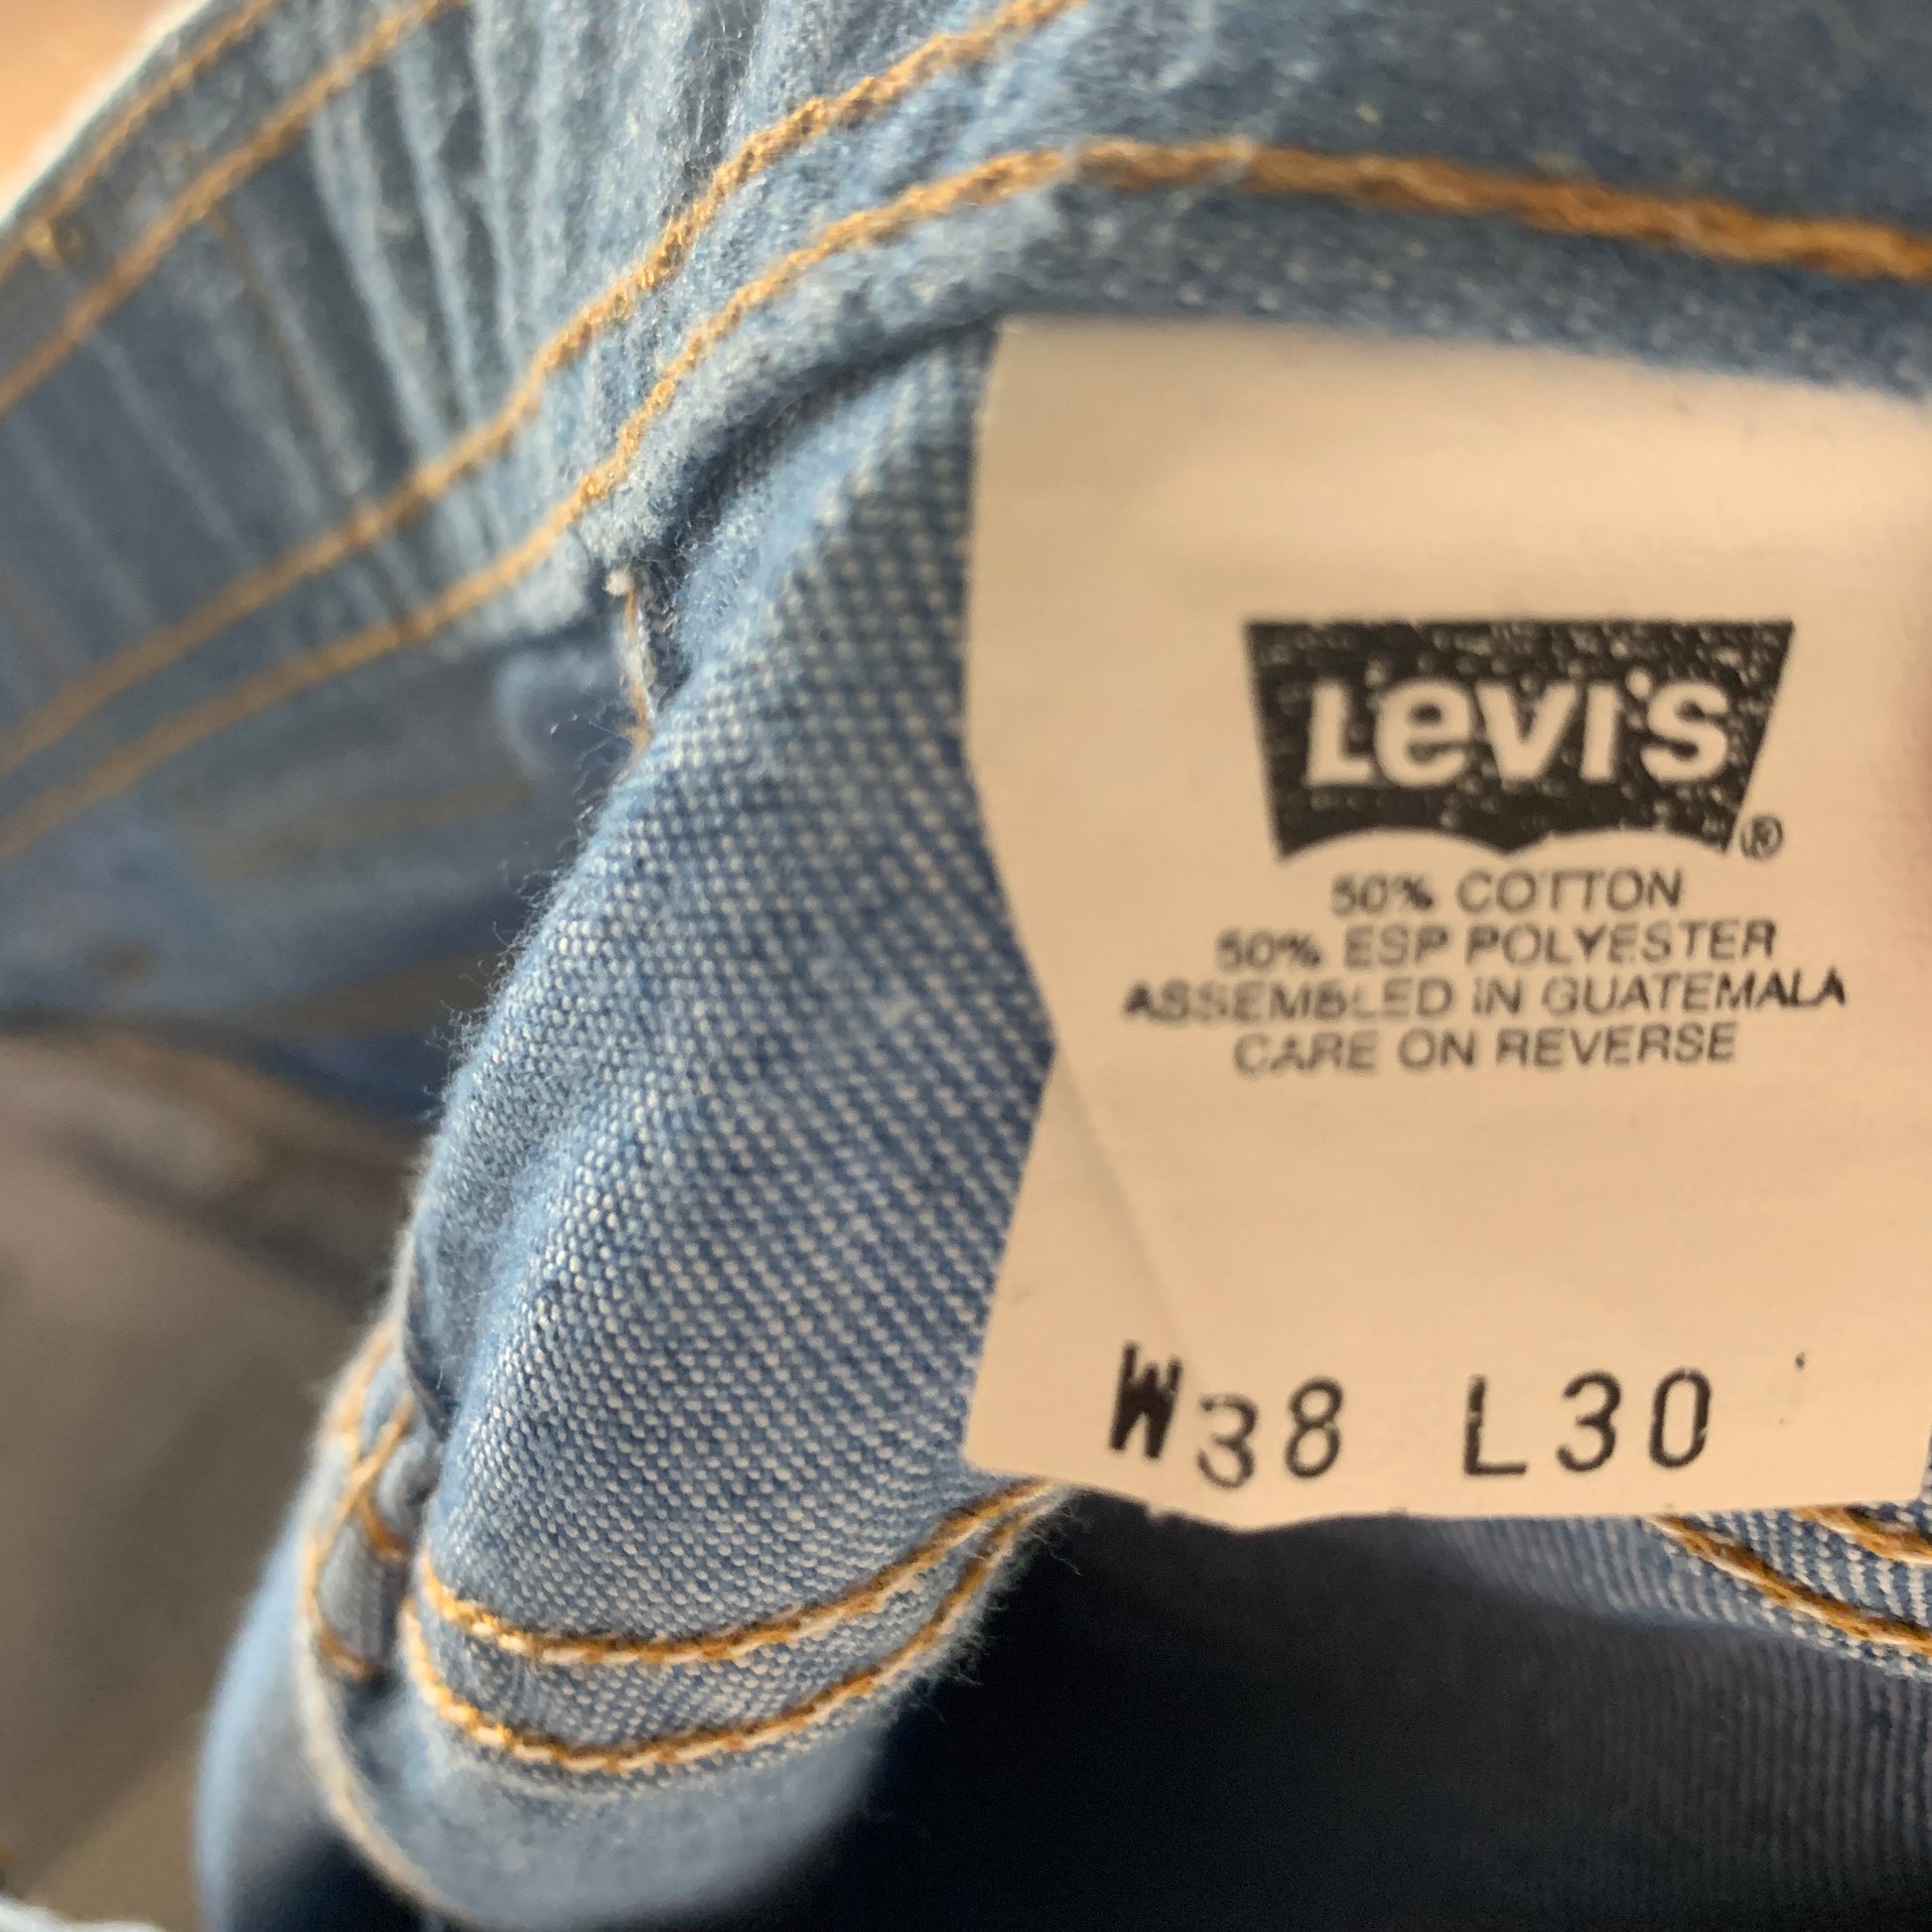 Levi's ®
50% COTTON
50% ESP POLYESTER
ASSEMBLED IN GUATEMALA
CARE ON REVERSE
W38 L30